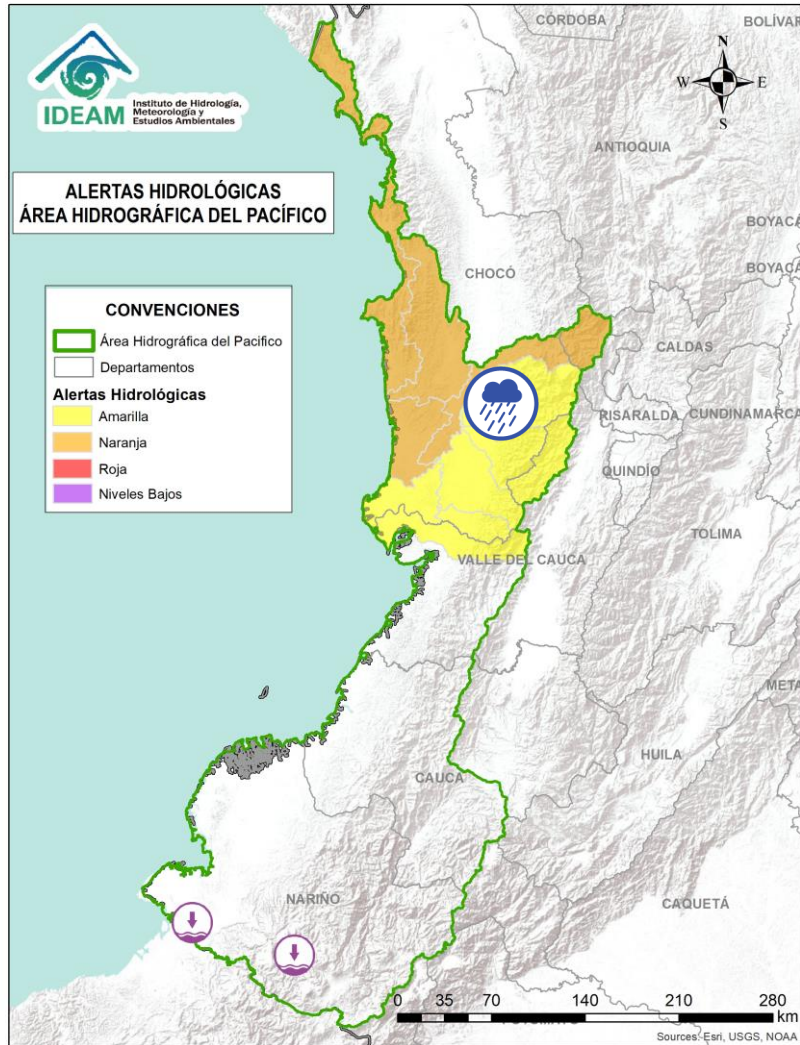 IDEAM
Instituto de Hidrología,
Meteorología y
Estudios Ambientales
ALERTAS HIDROLÓGICAS
ÁREA HIDROGRÁFICA DEL PACÍFICO
CONVENCIONES
Área Hidrográfica del Pacifico
Departamentos
Alertas Hidrológicas
Amarilla
Naranja
Roja
Niveles Bajos
CÓRDOBA
BOLÍVAR
N
W E
S
ANTIOQUIA
BOYACÁ
BOYACÁ
CHOCÓ
CALDAS
RISARALDA
CUNDINAMARCA
QUINDÍO
TOLIMA
VALLE DEL CAUCA
META
HUILA
CAUCA
NARIÑO
CAQUETÁ
0 35 70 140 210 280
km
Sources: Esri, USGS, NOAA